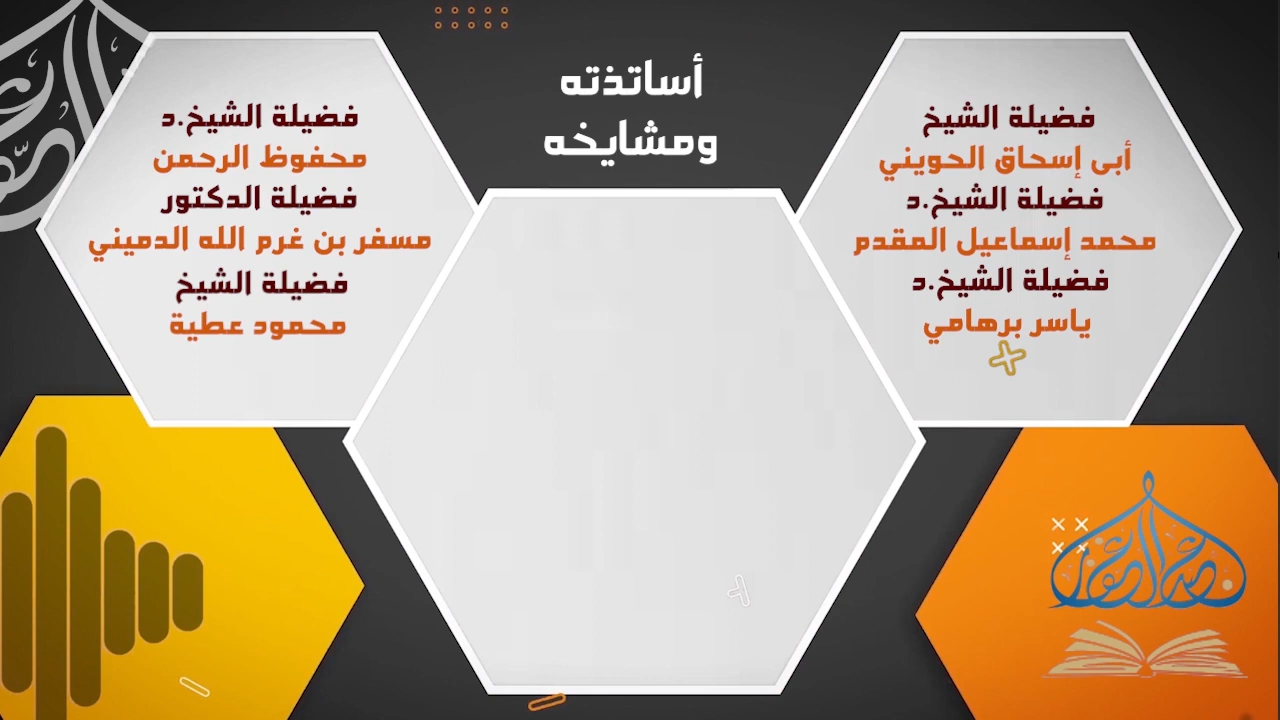 أساتذته
ومشايخه
فضيلة الشيخ
أبى إسحاق الحويني
فضيلة الشيخ.د
محمد إسماعيل المقدم
فضيلة الشيخ.د
ياسر برهامي
فضيلة الشيخ.د
محفوظ الرحمن
فضيلة الدكتور
مسفر بن غرم الله الدميني
فضيلة الشيخ
محمود عطية